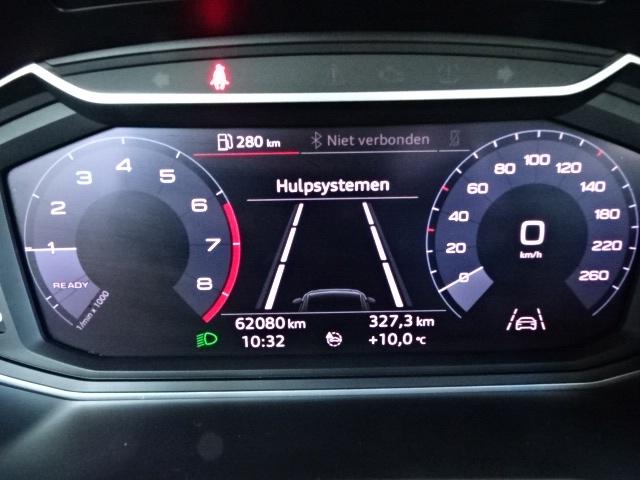 280 km Niet verbonden
Hulpsystemen
1 2 3 4 5 6 7 8
READY
1/min x 1000
0 20 40 60 80 100 120 140 180 220 260
0
km/h
62080 km 327,3 km
10:32 +10,0 °C